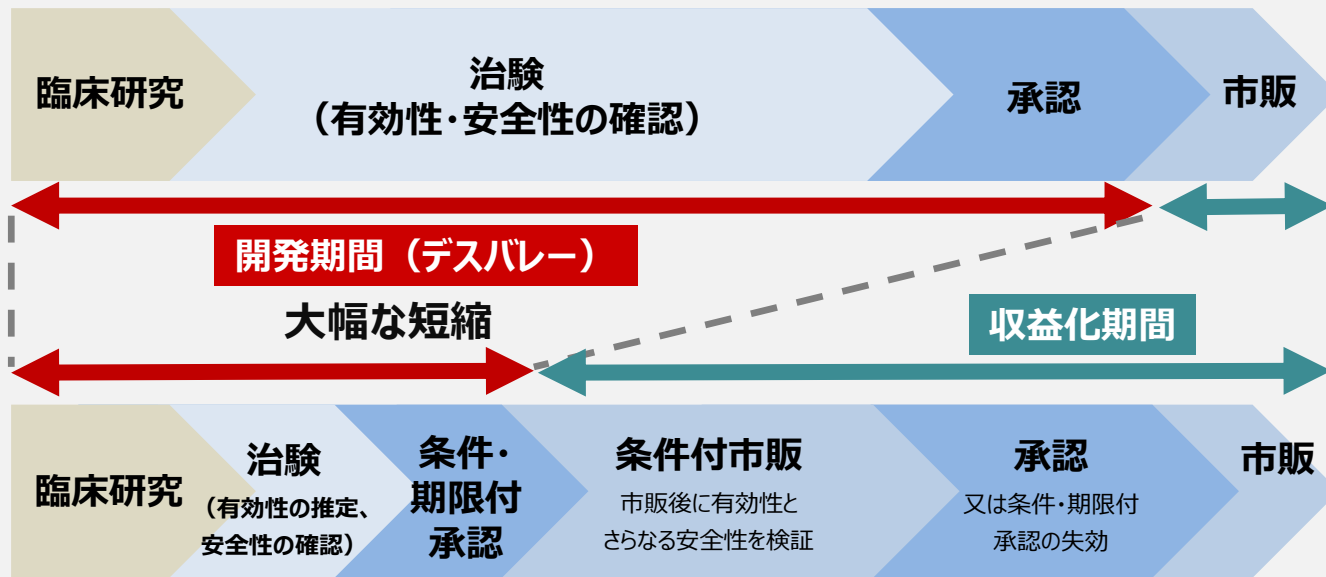 臨床研究
治験
（有効性・安全性の確認）
承認
市販
開発期間（デスバレー）
大幅な短縮
収益化期間
臨床研究
治験
（有効性の推定、
安全性の確認）
条件・
期限付
承認
条件付市販
市販後に有効性と
さらなる安全性を検証
承認
又は条件・期限付
承認の失効
市販